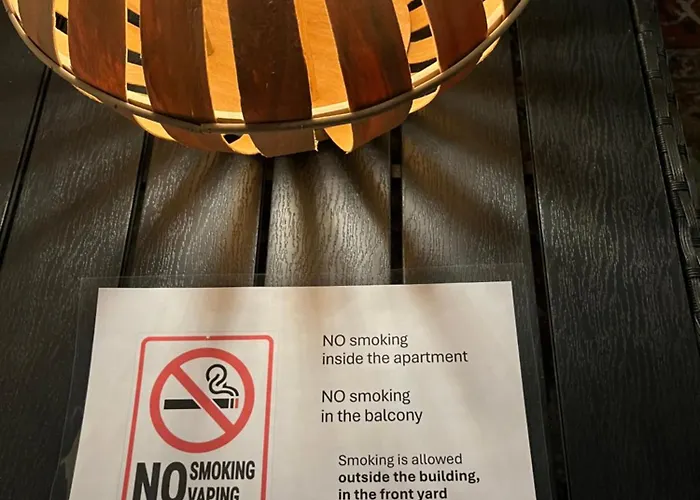 NO smoking
inside the apartment
NO smoking
in the balcony
Smoking is allowed
outside the building,
in the front yard
NO SMOKING
VAPING